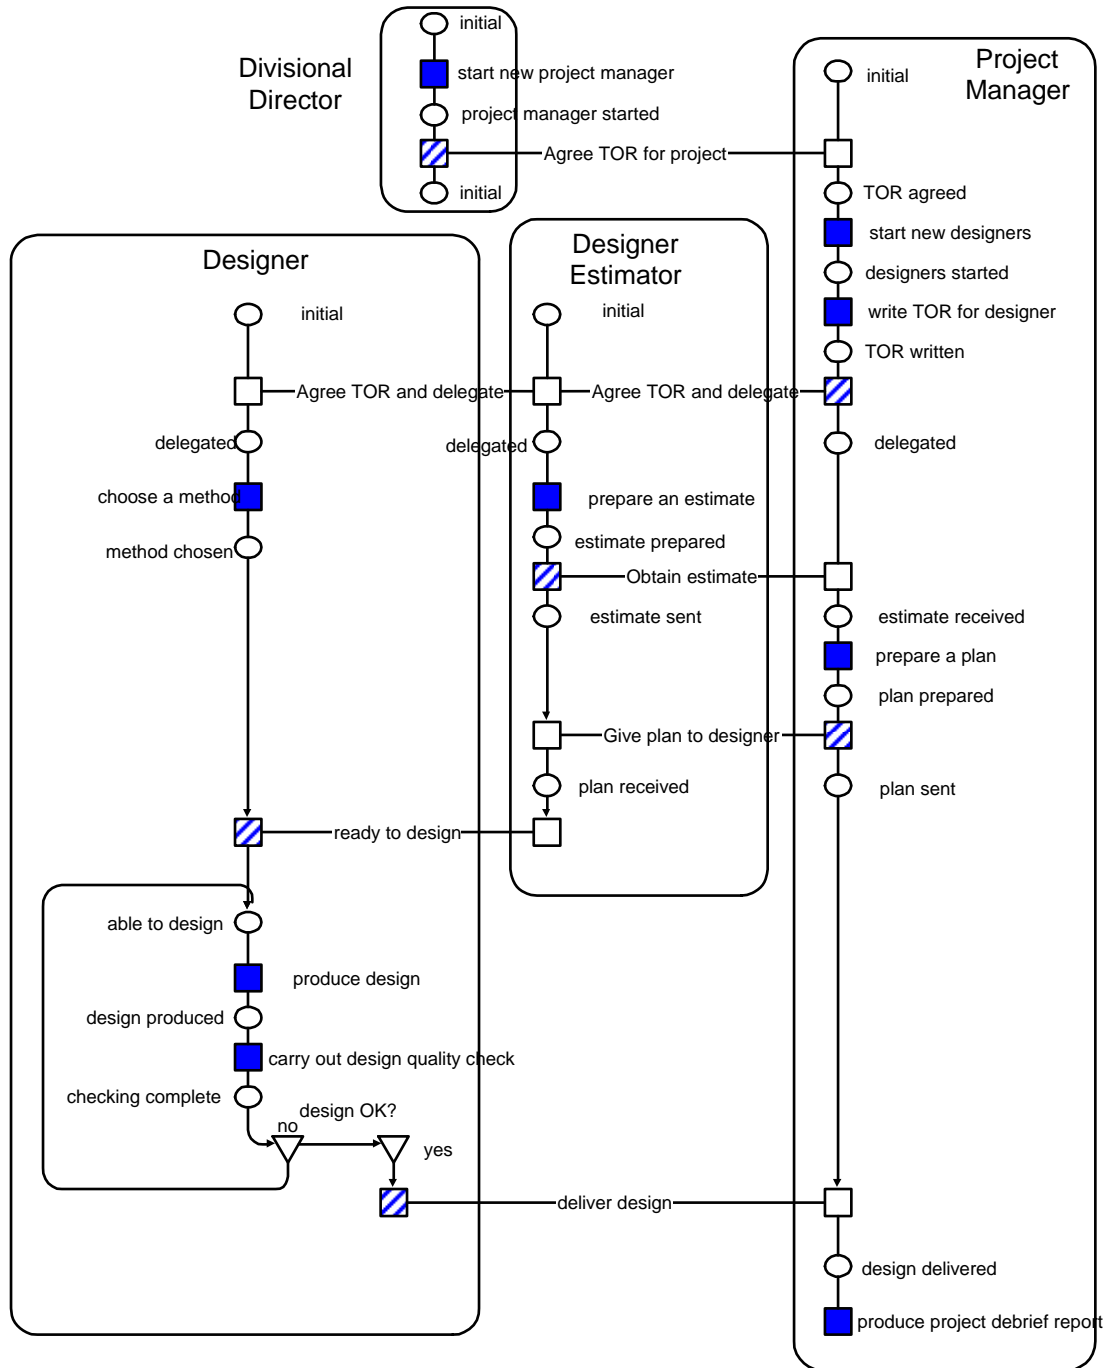 initial
Divisional
Director
start new project manager
project manager started
Agree TOR for project
initial
Project
Manager
initial
TOR agreed
start new designers
designers started
write TOR for designer
TOR written
delegated
estimate received
prepare a plan
plan prepared
plan sent
design delivered
produce project debrief report
Designer
Estimator
initial
Agree TOR and delegate
delegated
prepare an estimate
estimate prepared
Obtain estimate
estimate sent
Give plan to designer
plan received
Designer
initial
Agree TOR and delegate
delegated
choose a method
method chosen
ready to design
able to design
produce design
design produced
carry out design quality check
checking complete
design OK?
no
yes
deliver design